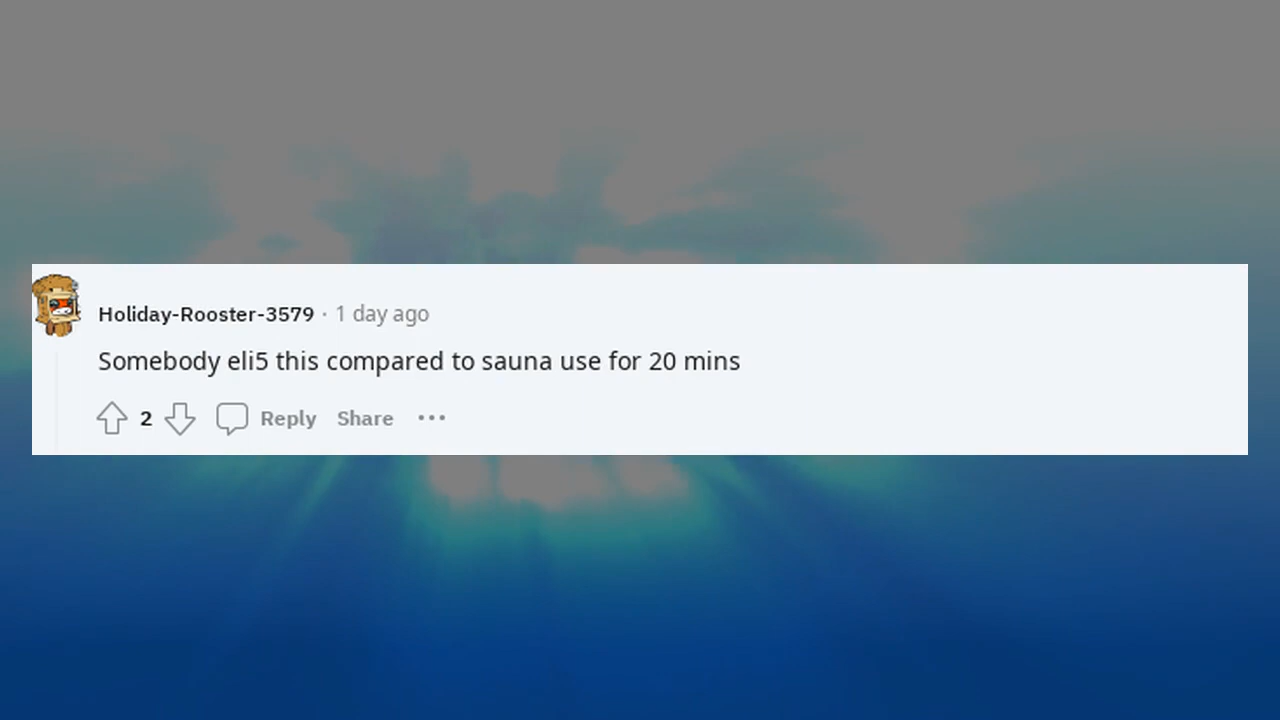 Holiday-Rooster-3579 · 1 day ago
Somebody eli5 this compared to sauna use for 20 mins
2 Reply Share ···